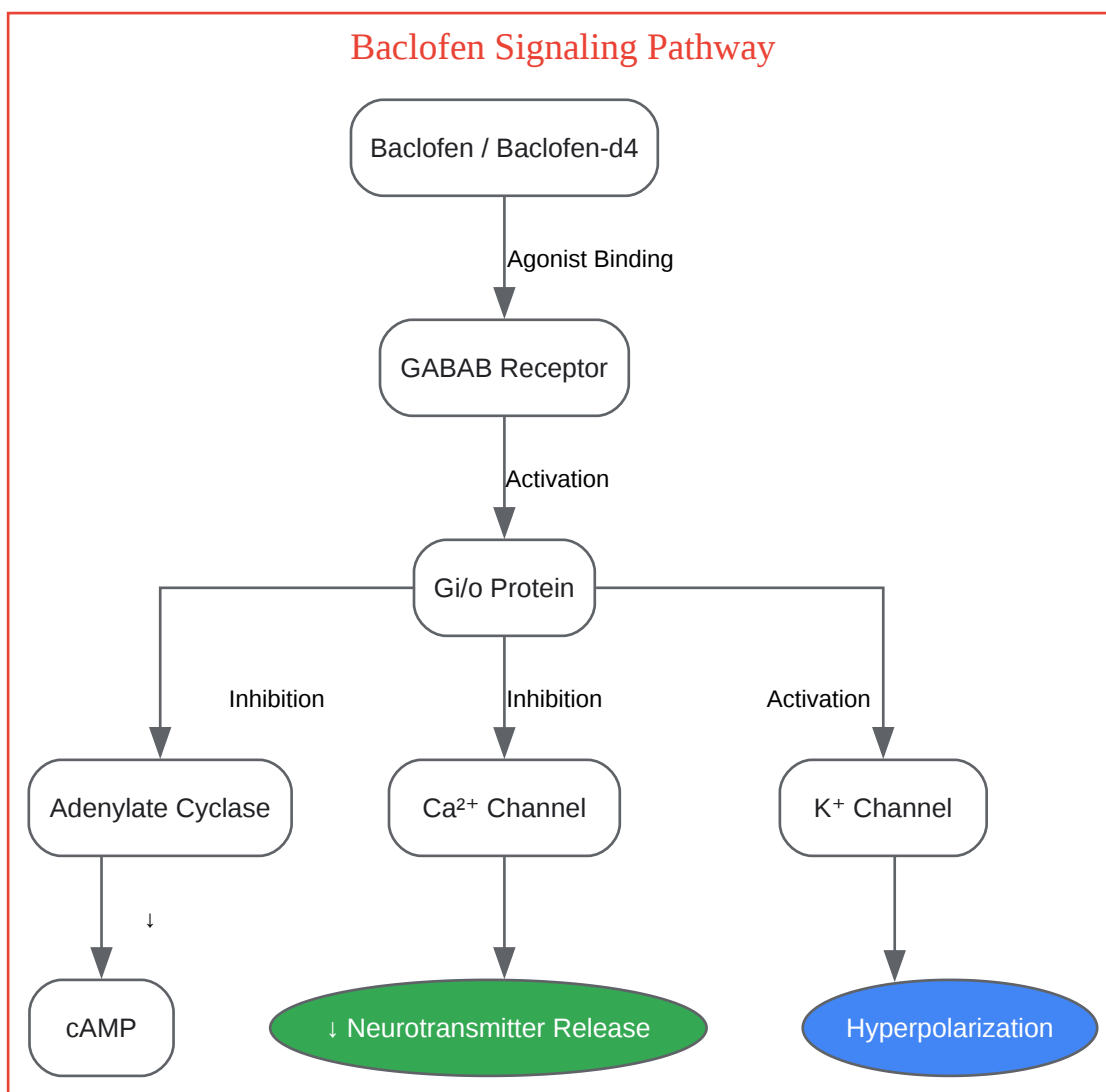 Baclofen Signaling Pathway
Baclofen / Baclofen-d4
Agonist Binding
GABAB Receptor
Activation
Gi/o Protein
Inhibition
Inhibition
Activation
Adenylate Cyclase
Ca²⁺ Channel
K⁺ Channel
↓
cAMP
↓ Neurotransmitter Release
Hyperpolarization